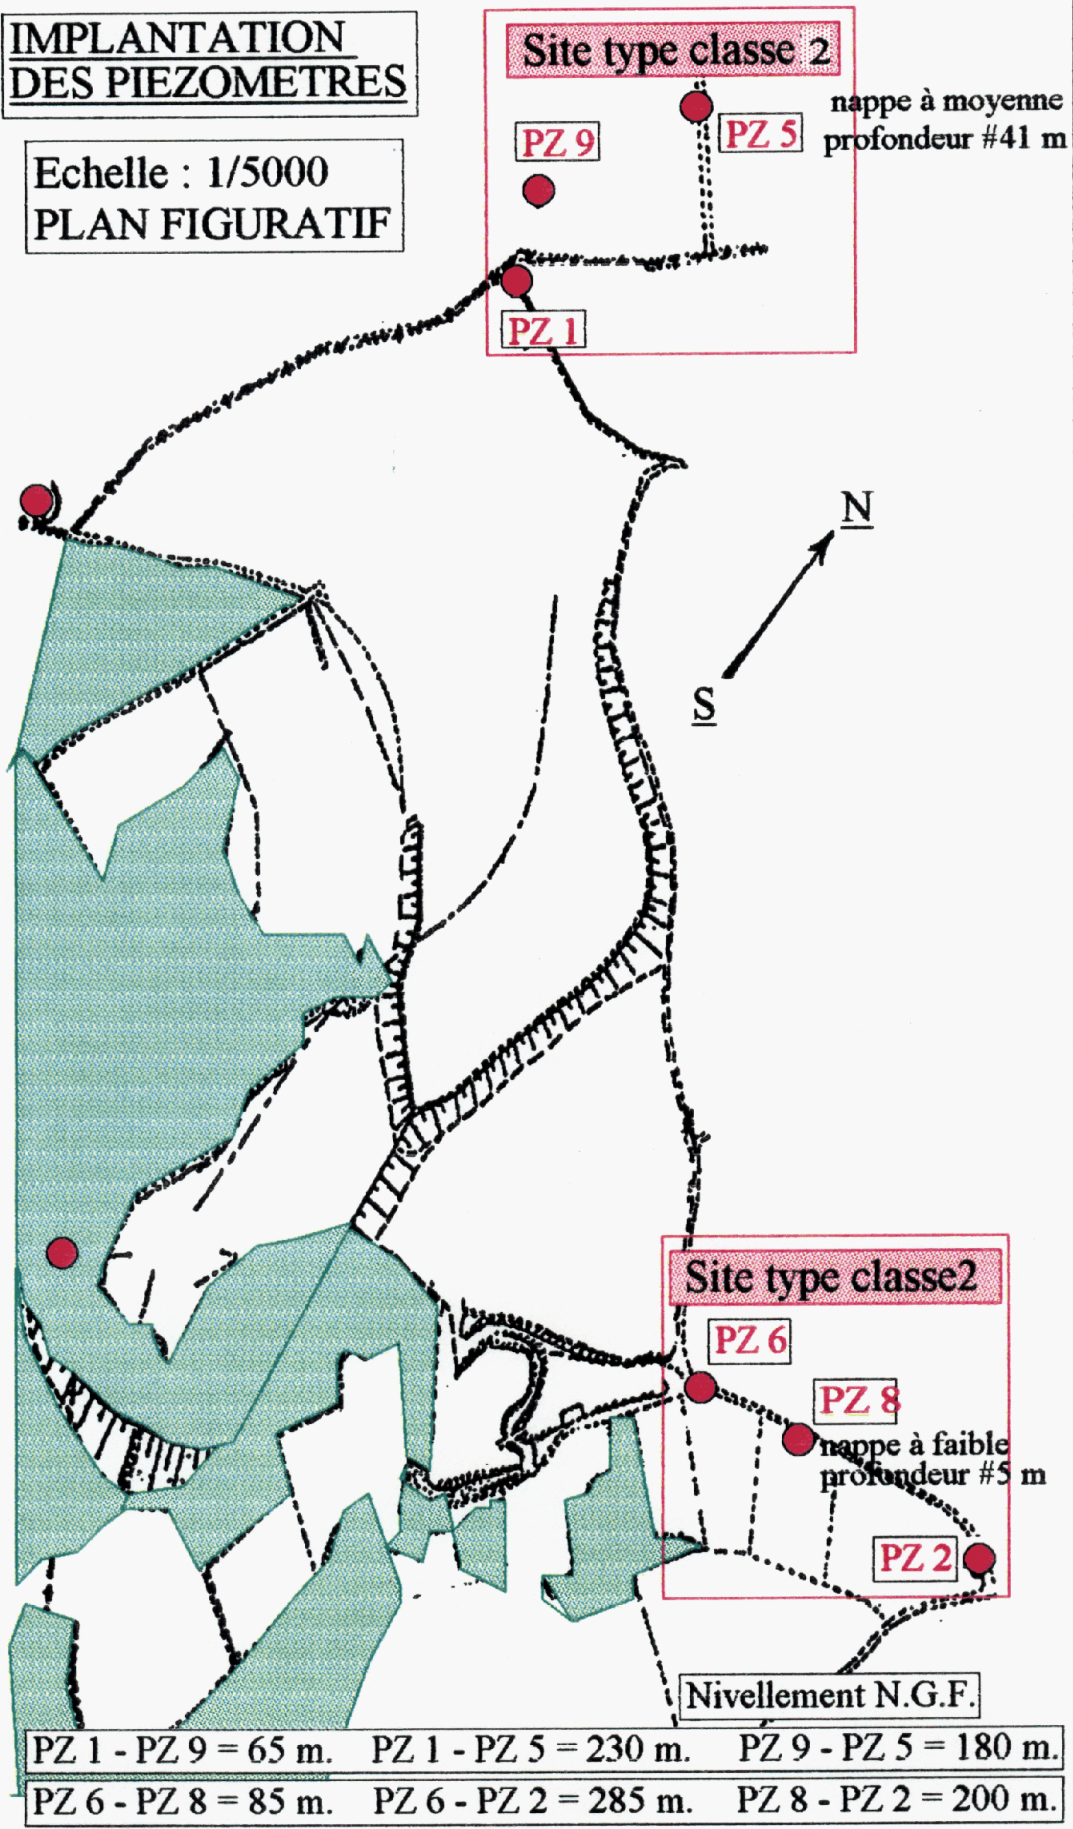 IMPLANTATION
DES PIEZOMETRES
Echelle : 1/5000
PLAN FIGURATIF
Site type classe 2
PZ 9
PZ 5
nappe à moyenne
profondeur #41 m
PZ 1
N
S
Site type classe2
PZ 6
PZ 8
nappe à faible
profondeur #5 m
PZ 2
Nivellement N.G.F.
PZ 1 - PZ 9 = 65 m. PZ 1 - PZ 5 = 230 m. PZ 9 - PZ 5 = 180 m.
PZ 6 - PZ 8 = 85 m. PZ 6 - PZ 2 = 285 m. PZ 8 - PZ 2 = 200 m.